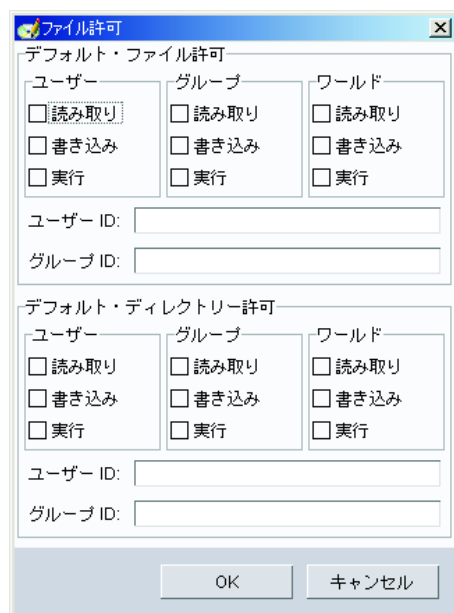 ファイル許可
デフォルト・ファイル許可
ユーザー グループ ワールド
読み取り 読み取り 読み取り
書き込み 書き込み 書き込み
実行 実行 実行
ユーザー ID:
グループ ID:
デフォルト・ディレクトリー許可
ユーザー グループ ワールド
読み取り 読み取り 読み取り
書き込み 書き込み 書き込み
実行 実行 実行
ユーザー ID:
グループ ID:
OK キャンセル